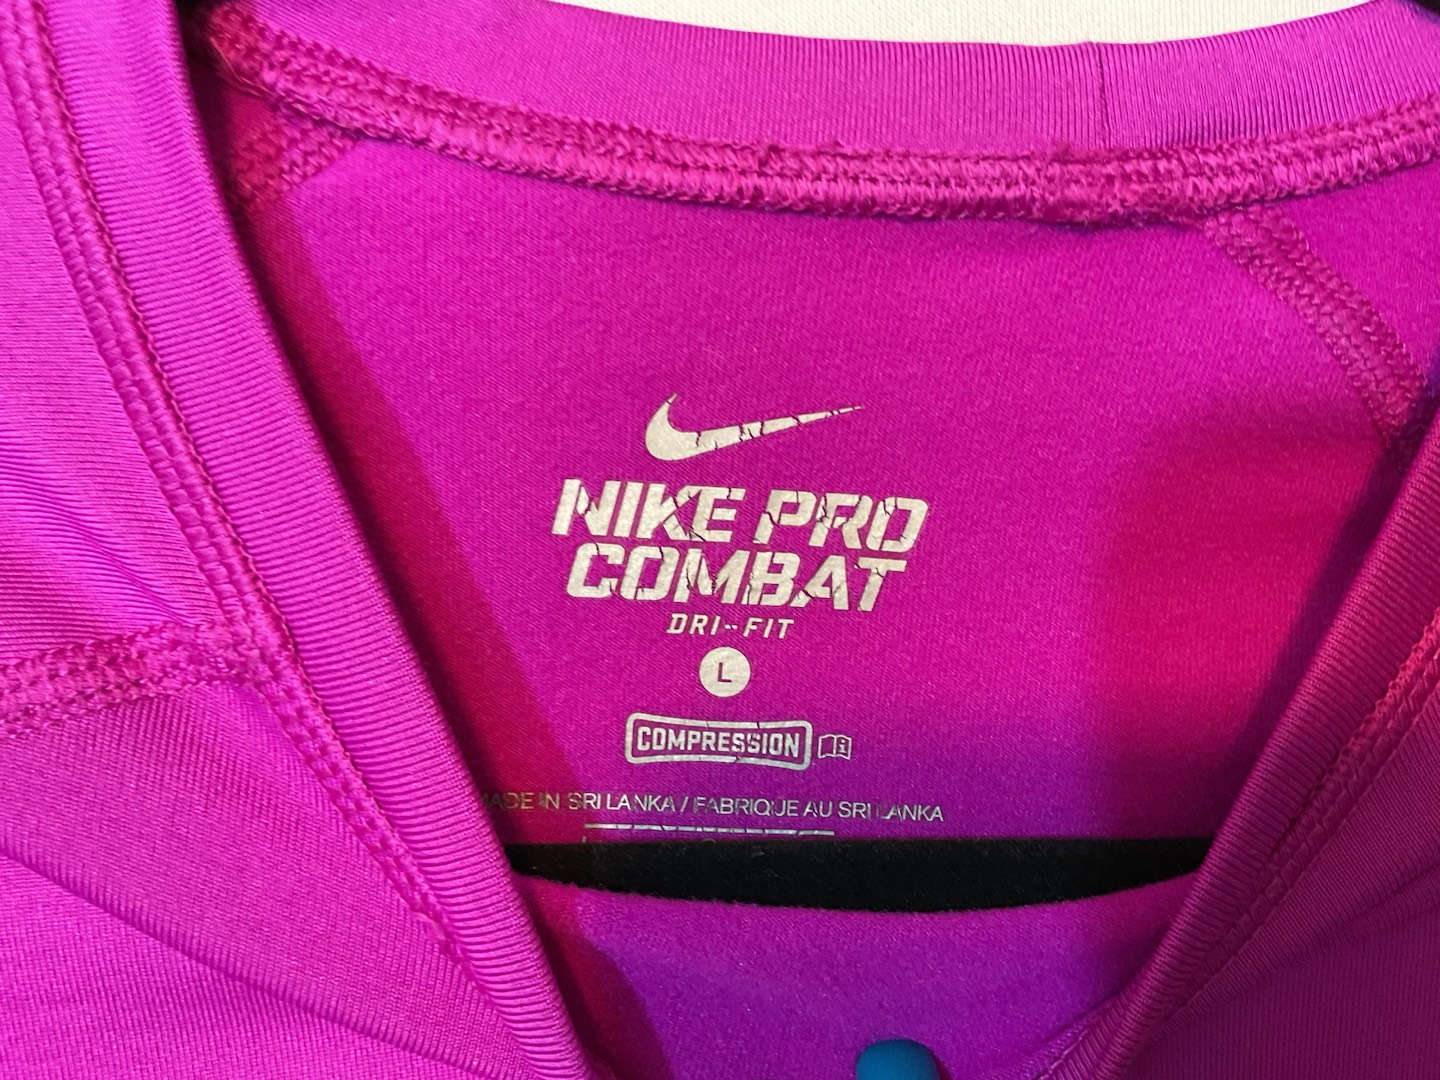 NIKE PRO
COMBAT
DRI-FIT
L
COMPRESSION
MADE IN SRI LANKA / FABRIQUE AU SRI LANKA